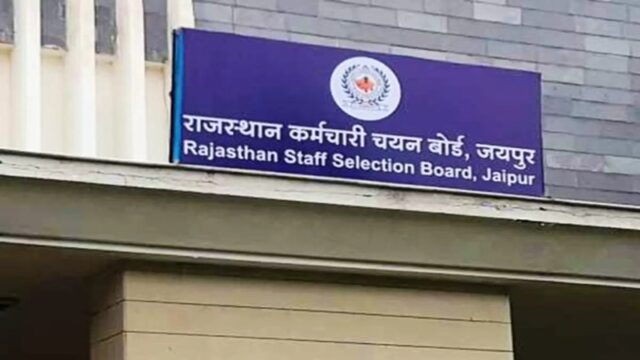 राजस्थान कर्मचारी चयन बोर्ड, जयपुर
Rajasthan Staff Selection Board, Jaipur